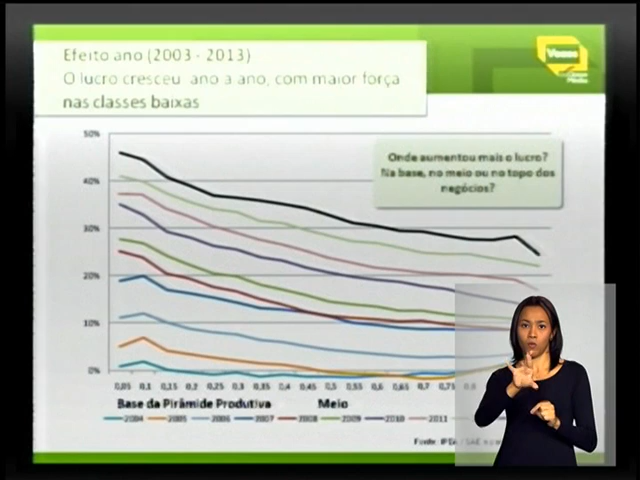 Efeito ano (2003 - 2013)
O lucro cresceu ano a ano, com maior força
nas classes baixas
Vozes
50%
Onde aumentou mais o lucro?
Na base, no meio ou no topo dos
negócios?
40%
30%
20%
10%
0%
0,05 0,1 0,15 0,2 0,25 0,3 0,35 0,4 0,45 0,5 0,55 0,6 0,65 0,7 0,75
Base da Pirâmide Produtiva Meio
2004 2005 2006 2007 2008 2009 2010 2011
Fonte: IPEA / SAE